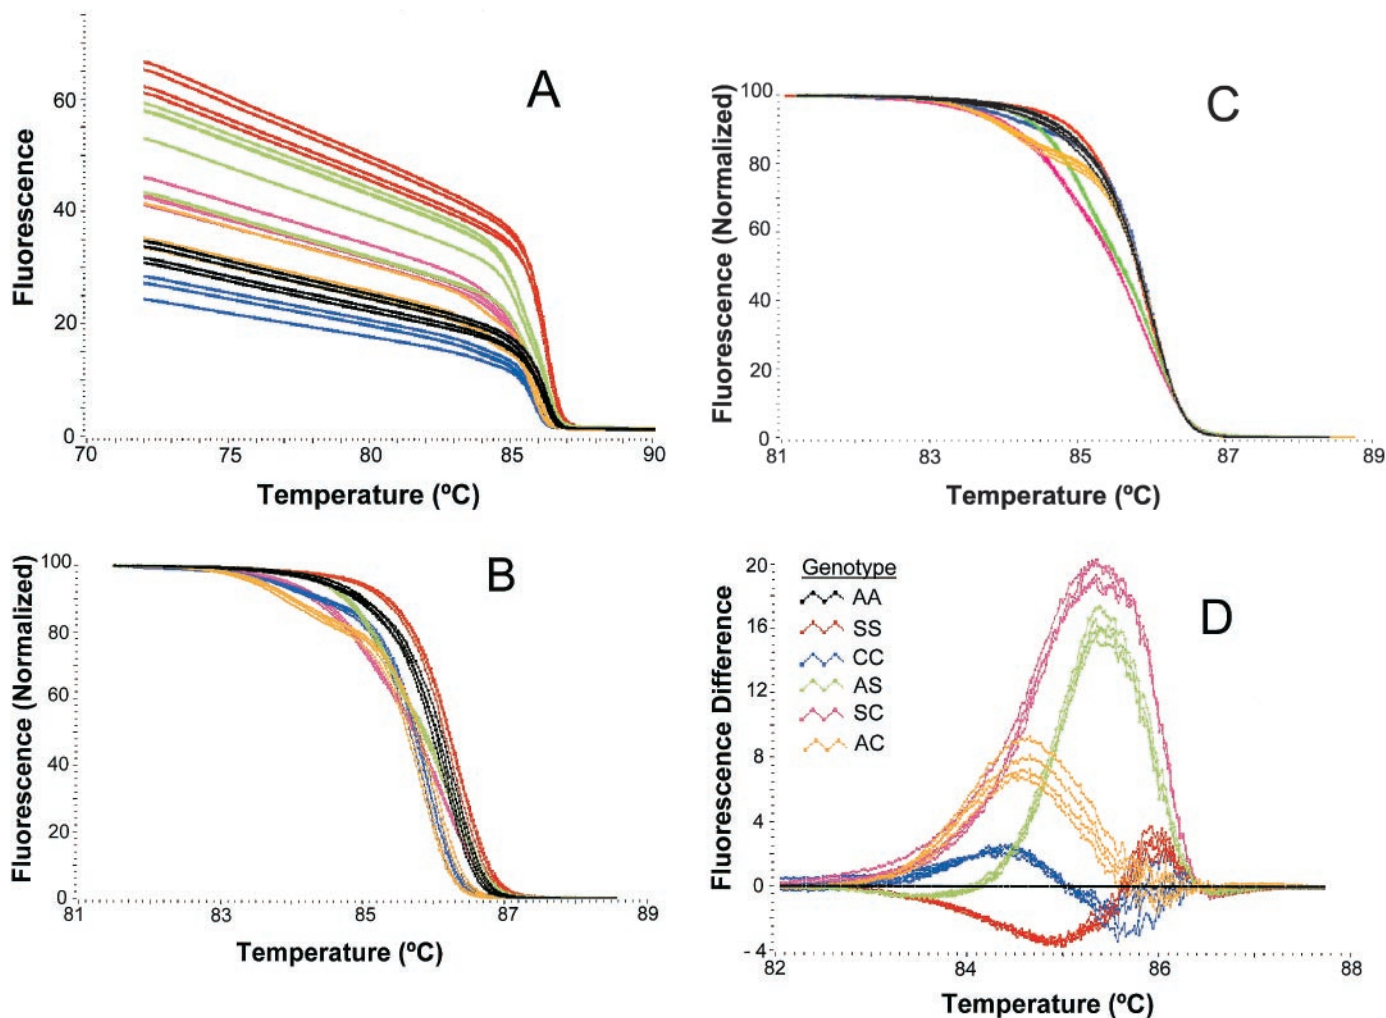 A
Fluorescence
60
40
20
0
70 75 80 85 90
Temperature (ºC)
C
Fluorescence (Normalized)
100
80
60
40
20
0
81 83 85 87 89
Temperature (ºC)
B
Fluorescence (Normalized)
100
80
60
40
20
0
81 83 85 87 89
Temperature (ºC)
D
Fluorescence Difference
20
16
12
8
4
0
- 4
Genotype
AA
SS
CC
AS
SC
AC
82 84 86 88
Temperature (ºC)